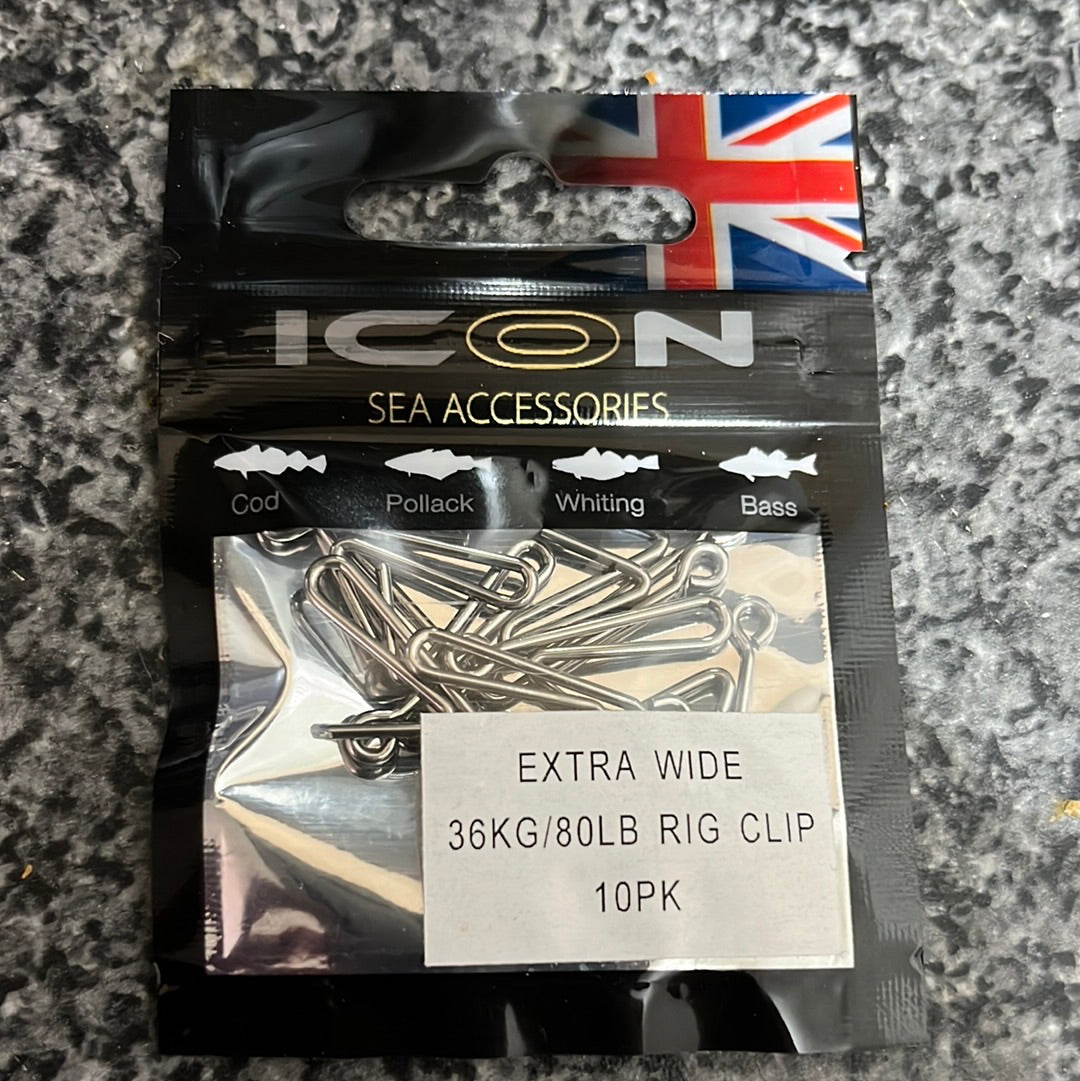 ICON
SEA ACCESSORIES
Cod Pollack Whiting Bass
EXTRA WIDE
36KG/80LB RIG CLIP
10PK